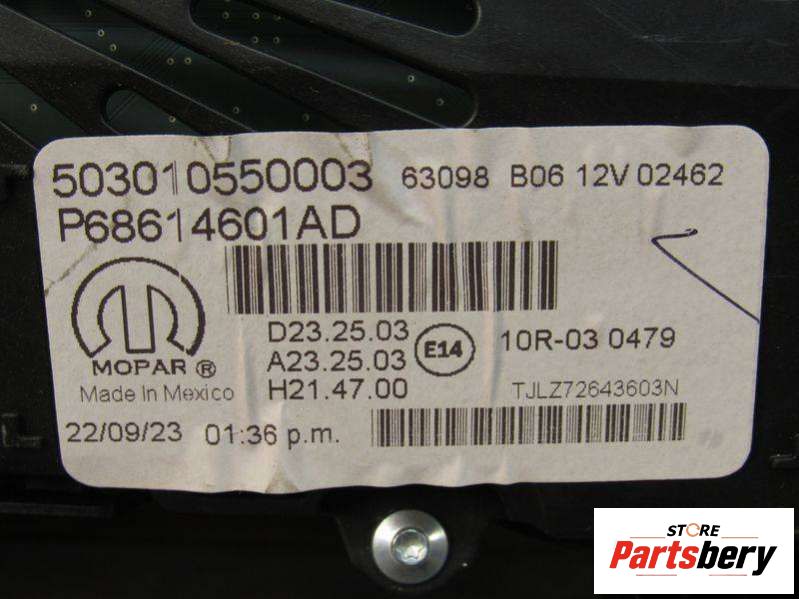 503010550003 63098 B06 12V 02462
P68614601AD
D23.25.03
A23.25.03
H21.47.00
E14
10R-03 0479
MOPAR ®
Made In Mexico
TJLZ72643603N
22/09/23 01:36 p.m.
STORE
Partsbery